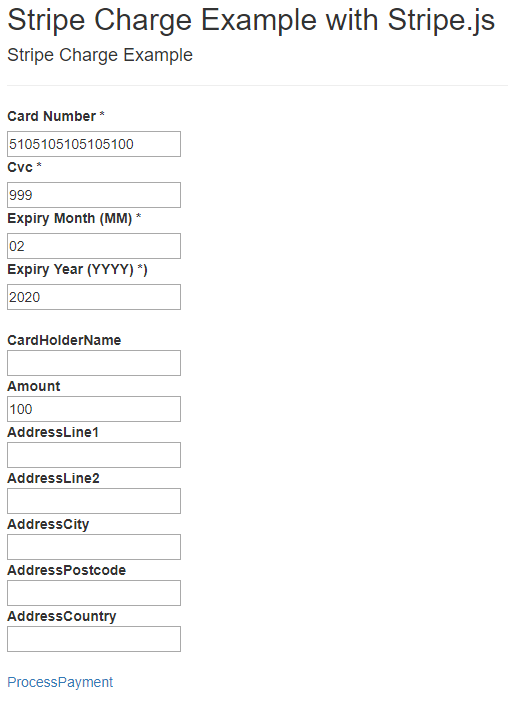 Stripe Charge Example with Stripe.js
Stripe Charge Example
Card Number *
5105105105105100
Cvc *
999
Expiry Month (MM) *
02
Expiry Year (YYYY) *)
2020
CardHolderName
Amount
100
AddressLine1
AddressLine2
AddressCity
AddressPostcode
AddressCountry
ProcessPayment